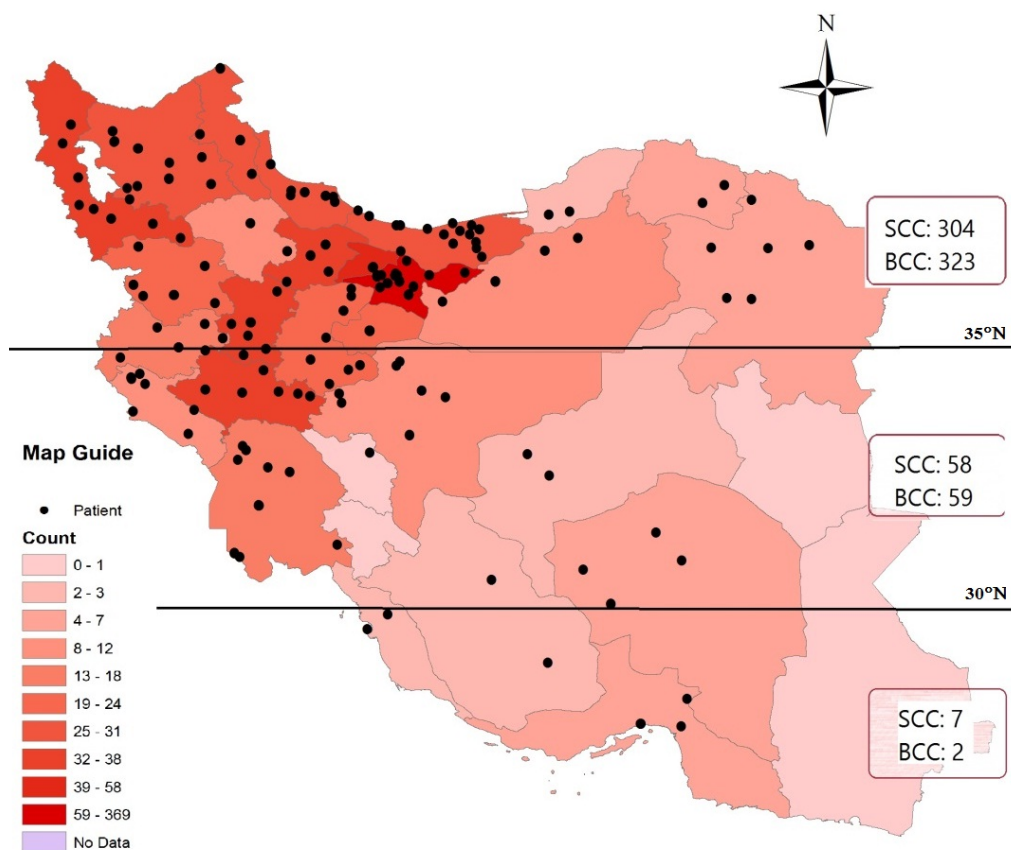 N
SCC: 304
BCC: 323
35°N
SCC: 58
BCC: 59
30°N
SCC: 7
BCC: 2
Map Guide
Patient
Count
0 - 1
2 - 3
4 - 7
8 - 12
13 - 18
19 - 24
25 - 31
32 - 38
39 - 58
59 - 369
No Data